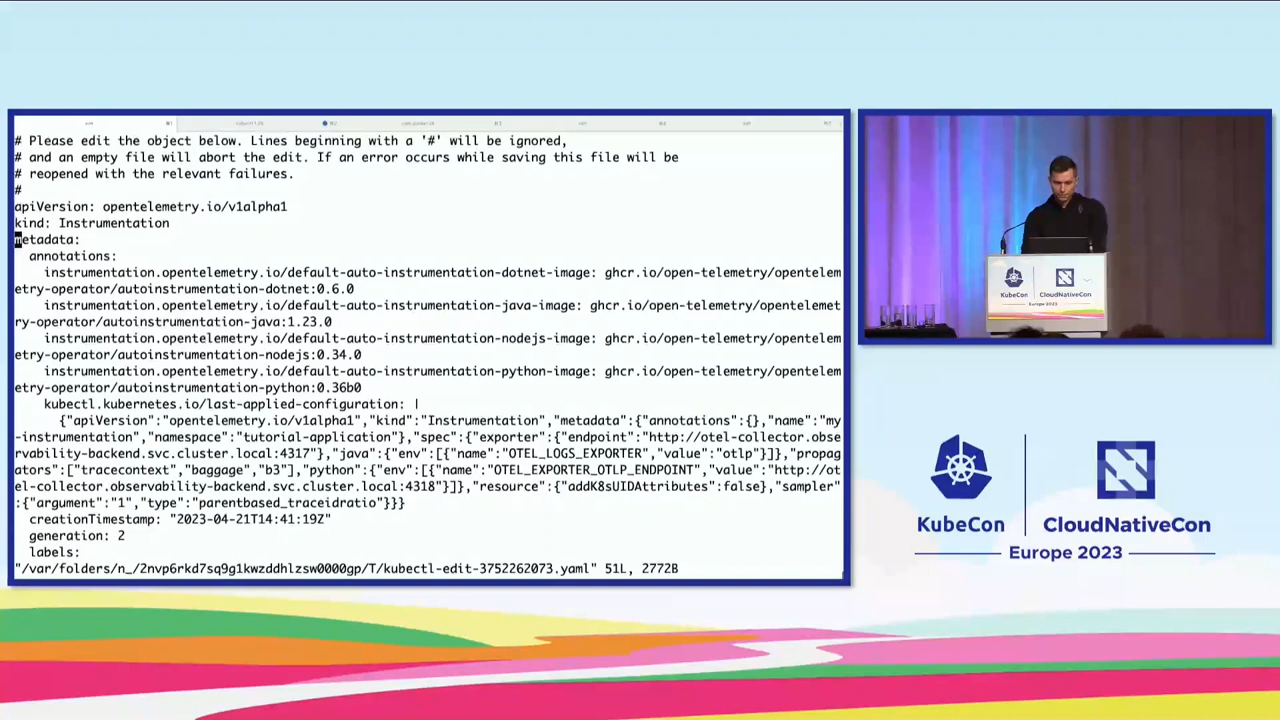 # Please edit the object below. Lines beginning with a '#' will be ignored,
# and an empty file will abort the edit. If an error occurs while saving this file will be
# reopened with the relevant failures.
#
apiVersion: opentelemetry.io/v1alpha1
kind: Instrumentation
metadata:
  annotations:
    instrumentation.opentelemetry.io/default-auto-instrumentation-dotnet-image: ghcr.io/open-telemetry/opentelem
etry-operator/autoinstrumentation-dotnet:0.6.0
    instrumentation.opentelemetry.io/default-auto-instrumentation-java-image: ghcr.io/open-telemetry/opentelemet
ry-operator/autoinstrumentation-java:1.23.0
    instrumentation.opentelemetry.io/default-auto-instrumentation-nodejs-image: ghcr.io/open-telemetry/opentelem
etry-operator/autoinstrumentation-nodejs:0.34.0
    instrumentation.opentelemetry.io/default-auto-instrumentation-python-image: ghcr.io/open-telemetry/opentelem
etry-operator/autoinstrumentation-python:0.36b0
    kubectl.kubernetes.io/last-applied-configuration: |
      {"apiVersion":"opentelemetry.io/v1alpha1","kind":"Instrumentation","metadata":{"annotations":{},"name":"my
-instrumentation","namespace":"tutorial-application"},"spec":{"exporter":{"endpoint":"http://otel-collector.obse
rvability-backend.svc.cluster.local:4317"},"java":{"env":[{"name":"OTEL_LOGS_EXPORTER","value":"otlp"}]},"propag
ators":["tracecontext","baggage","b3"],"python":{"env":[{"name":"OTEL_EXPORTER_OTLP_ENDPOINT","value":"http://ot
el-collector.observability-backend.svc.cluster.local:4318"}]},"resource":{"addK8sUIDAttributes":false},"sampler"
:{"argument":"1","type":"parentbased_traceidratio"}}}
  creationTimestamp: "2023-04-21T14:41:19Z"
  generation: 2
  labels:
"/var/folders/n_/2nvp6rkd7sq9g1kwzddhlzsw0000gp/T/kubectl-edit-3752262073.yaml" 51L, 2772B
KubeCon CloudNativeCon
Europe 2023
KubeCon CloudNativeCon
Europe 2023